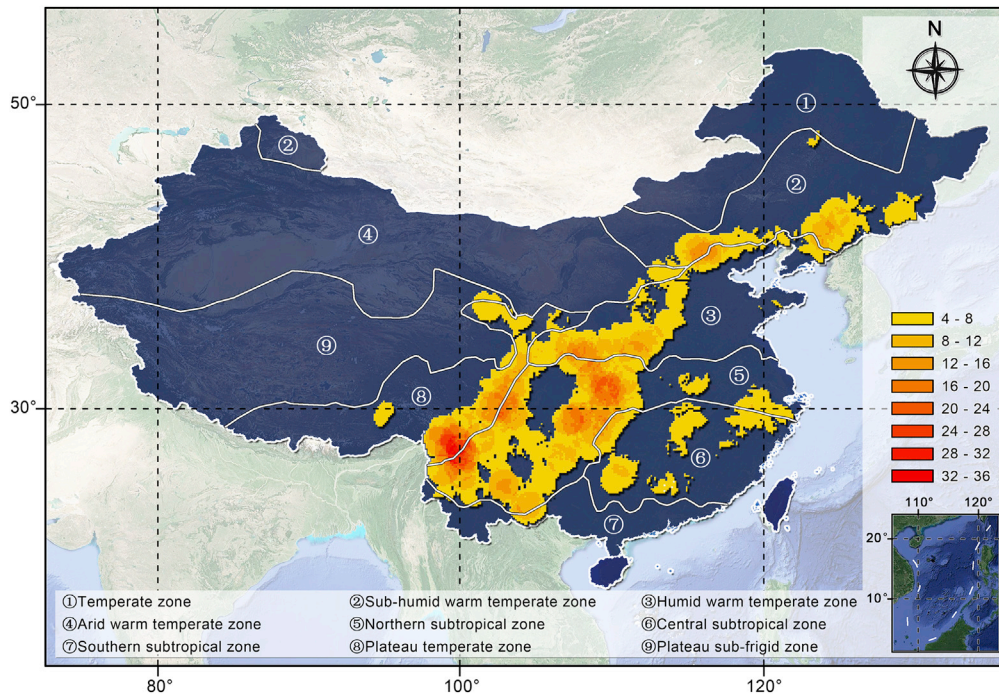 N
50°
30°
①
②
②
④
③
⑨
⑧
⑤
⑥
⑦
4 - 8
8 - 12
12 - 16
16 - 20
20 - 24
24 - 28
28 - 32
32 - 36
110° 120°
20°
10°
①Temperate zone ②Sub-humid warm temperate zone ③Humid warm temperate zone
④Arid warm temperate zone ⑤Northern subtropical zone ⑥Central subtropical zone
⑦Southern subtropical zone ⑧Plateau temperate zone ⑨Plateau sub-frigid zone
80° 100° 120°